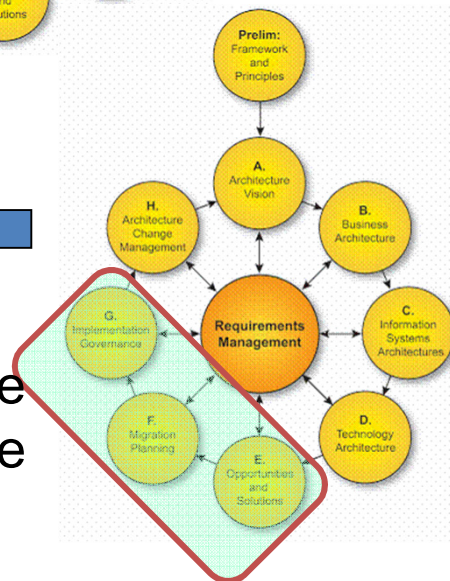 utions
Prelim:
Framework
and
Principles
A.
Architecture
Vision
H.
Architecture
Change
Management
B.
Business
Architecture
G.
Implementation
Governance
Requirements
Management
C.
Information
Systems
Architectures
e
e
F.
Migration
Planning
D.
Technology
Architecture
E.
Opportunities
and
Solutions